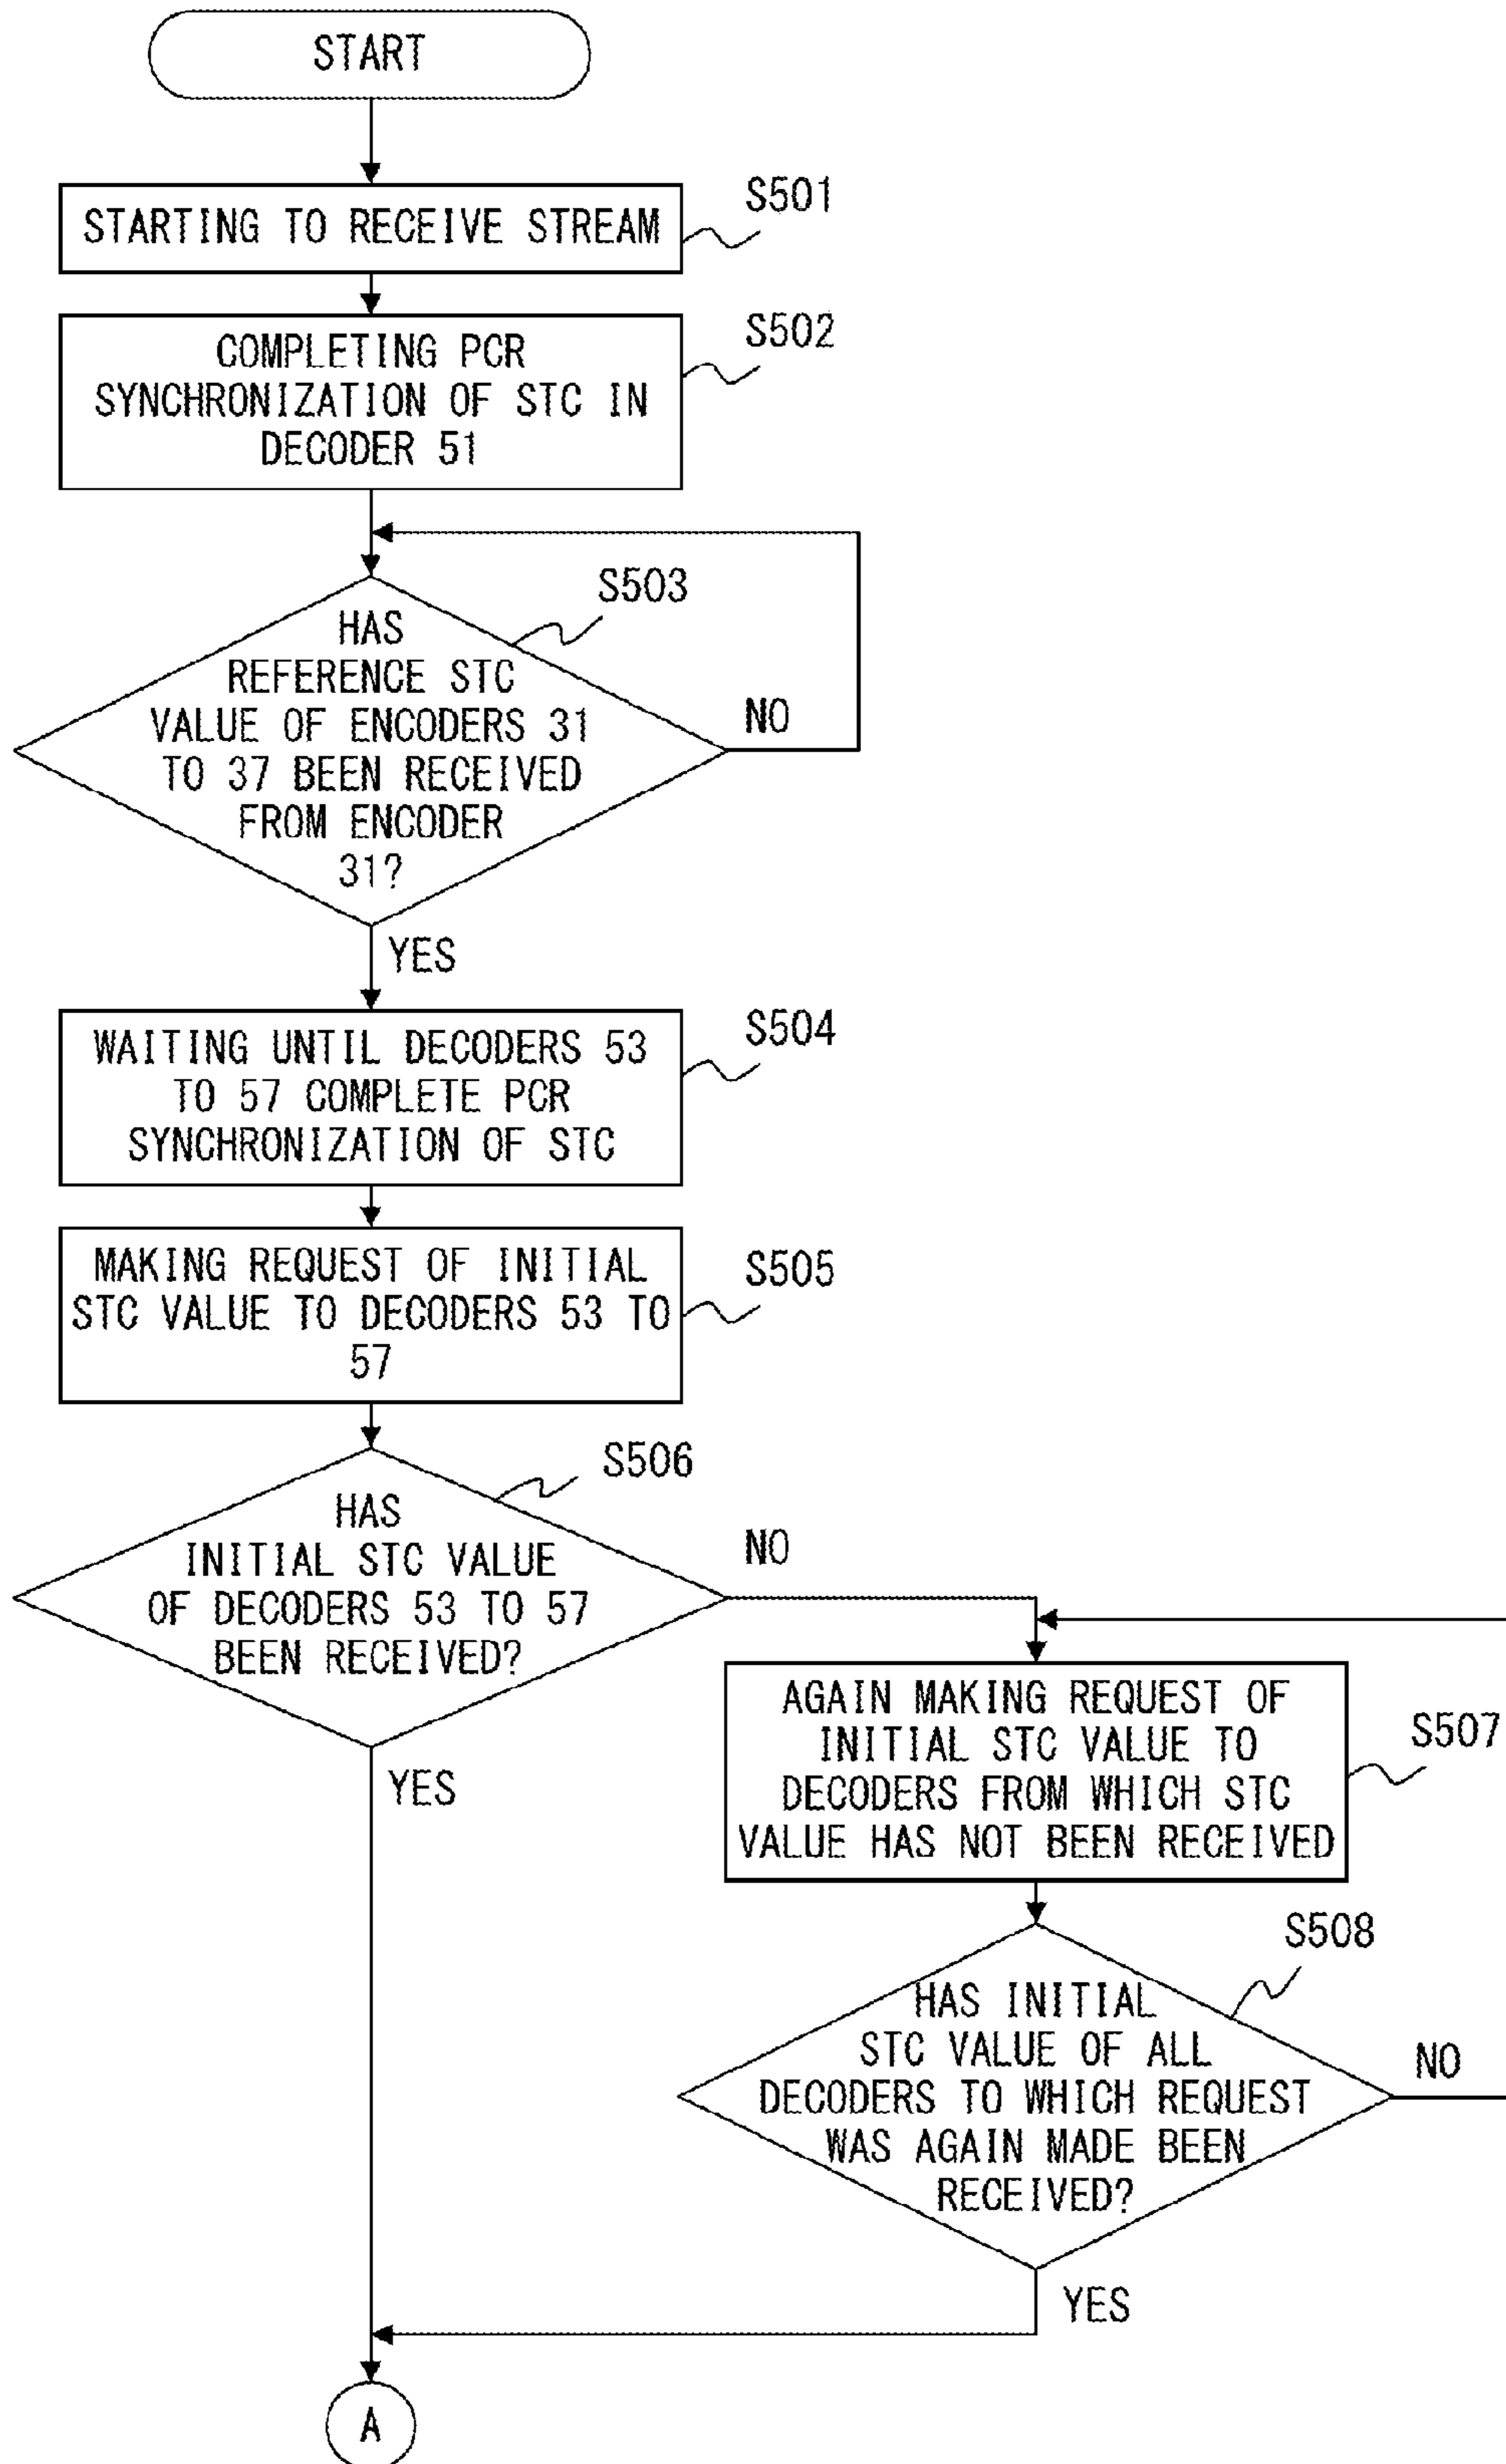 START
STARTING TO RECEIVE STREAM
S501
COMPLETING PCR
SYNCHRONIZATION OF STC IN
DECODER 51
S502
HAS
REFERENCE STC
VALUE OF ENCODERS 31
TO 37 BEEN RECEIVED
FROM ENCODER
31?
S503
NO
YES
WAITING UNTIL DECODERS 53
TO 57 COMPLETE PCR
SYNCHRONIZATION OF STC
S504
MAKING REQUEST OF INITIAL
STC VALUE TO DECODERS 53 TO
57
S505
HAS
INITIAL STC VALUE
OF DECODERS 53 TO 57
BEEN RECEIVED?
S506
NO
YES
AGAIN MAKING REQUEST OF
INITIAL STC VALUE TO
DECODERS FROM WHICH STC
VALUE HAS NOT BEEN RECEIVED
S507
HAS INITIAL
STC VALUE OF ALL
DECODERS TO WHICH REQUEST
WAS AGAIN MADE BEEN
RECEIVED?
S508
NO
YES
A